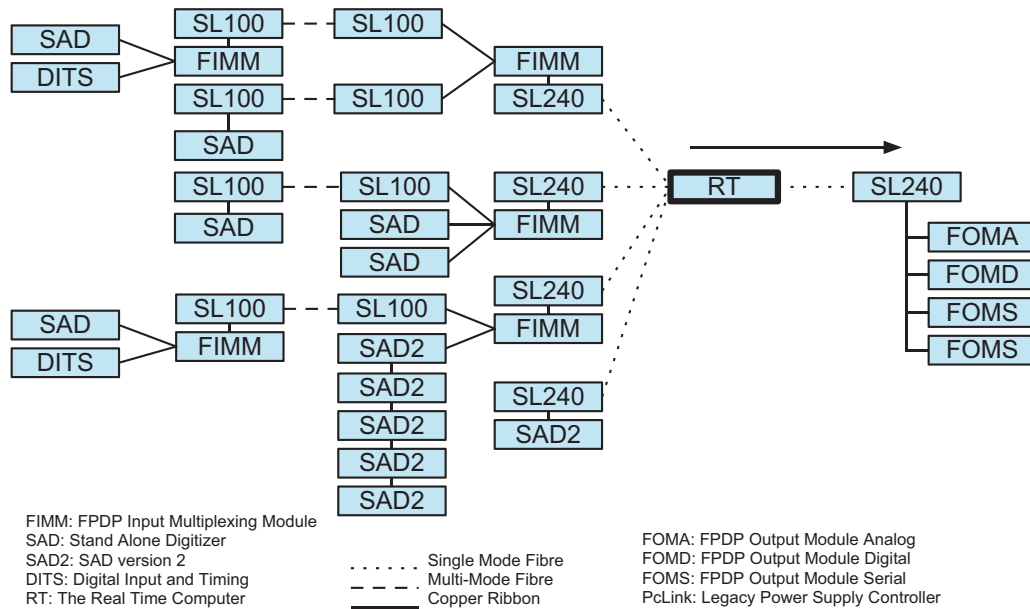 SL100
SL100
SAD
FIMM
FIMM
DITS
SL100
SL100
SL240
SAD
RT
SL100
SL100
SL240
SL240
SAD
SAD
FIMM
SAD
FOMA
FOMD
SL240
SL100
SL100
FOMS
SAD
FIMM
FIMM
DITS
SAD2
FOMS
SAD2
SL240
SAD2
SAD2
SAD2
SAD2
FIMM: FPDP Input Multiplexing Module
SAD: Stand Alone Digitizer
SAD2: SAD version 2
DITS: Digital Input and Timing
RT: The Real Time Computer
Single Mode Fibre
Multi-Mode Fibre
Copper Ribbon
FOMA: FPDP Output Module Analog
FOMD: FPDP Output Module Digital
FOMS: FPDP Output Module Serial
PcLink: Legacy Power Supply Controller